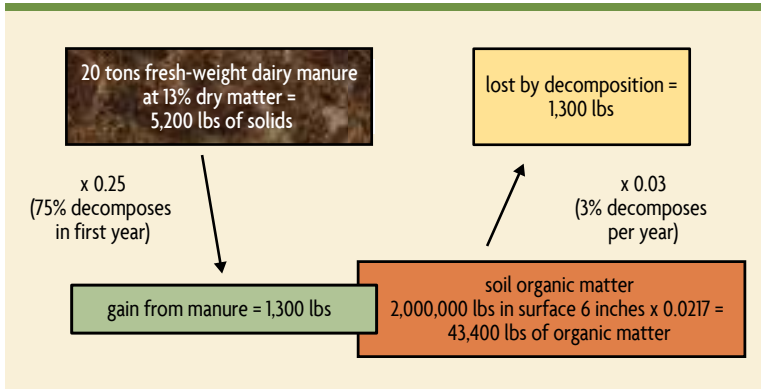 20 tons fresh-weight dairy manure
at 13% dry matter =
5,200 lbs of solids
lost by decomposition =
1,300 lbs
x 0.25
(75% decomposes
in first year)
x 0.03
(3% decomposes
per year)
gain from manure = 1,300 lbs
soil organic matter
2,000,000 lbs in surface 6 inches x 0.0217 =
43,400 lbs of organic matter